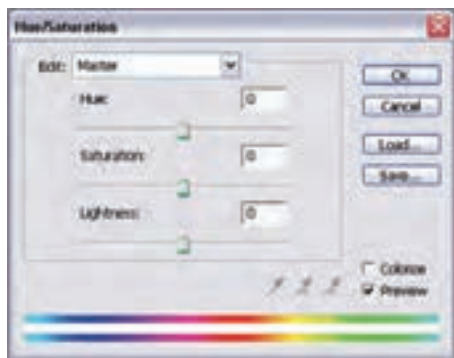 Hue/Saturation
Edit: Master
Hue: 0
Saturation: 0
Lightness: 0
OK
Cancel
Load...
Save...
Colorize
Preview